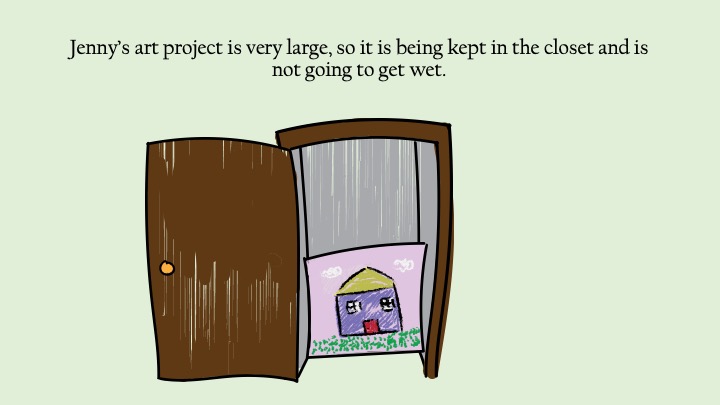 Jenny's art project is very large, so it is being kept in the closet and is
not going to get wet.